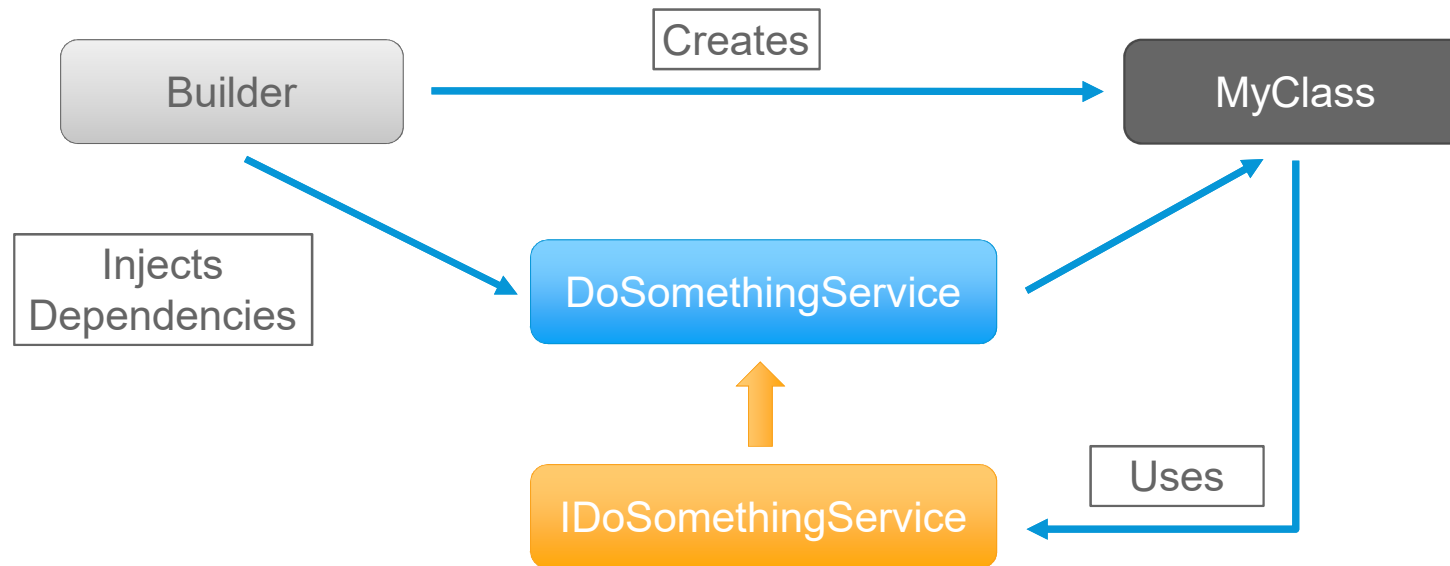 Creates
Builder
MyClass
Injects
Dependencies
DoSomethingService
Uses
IDoSomethingService